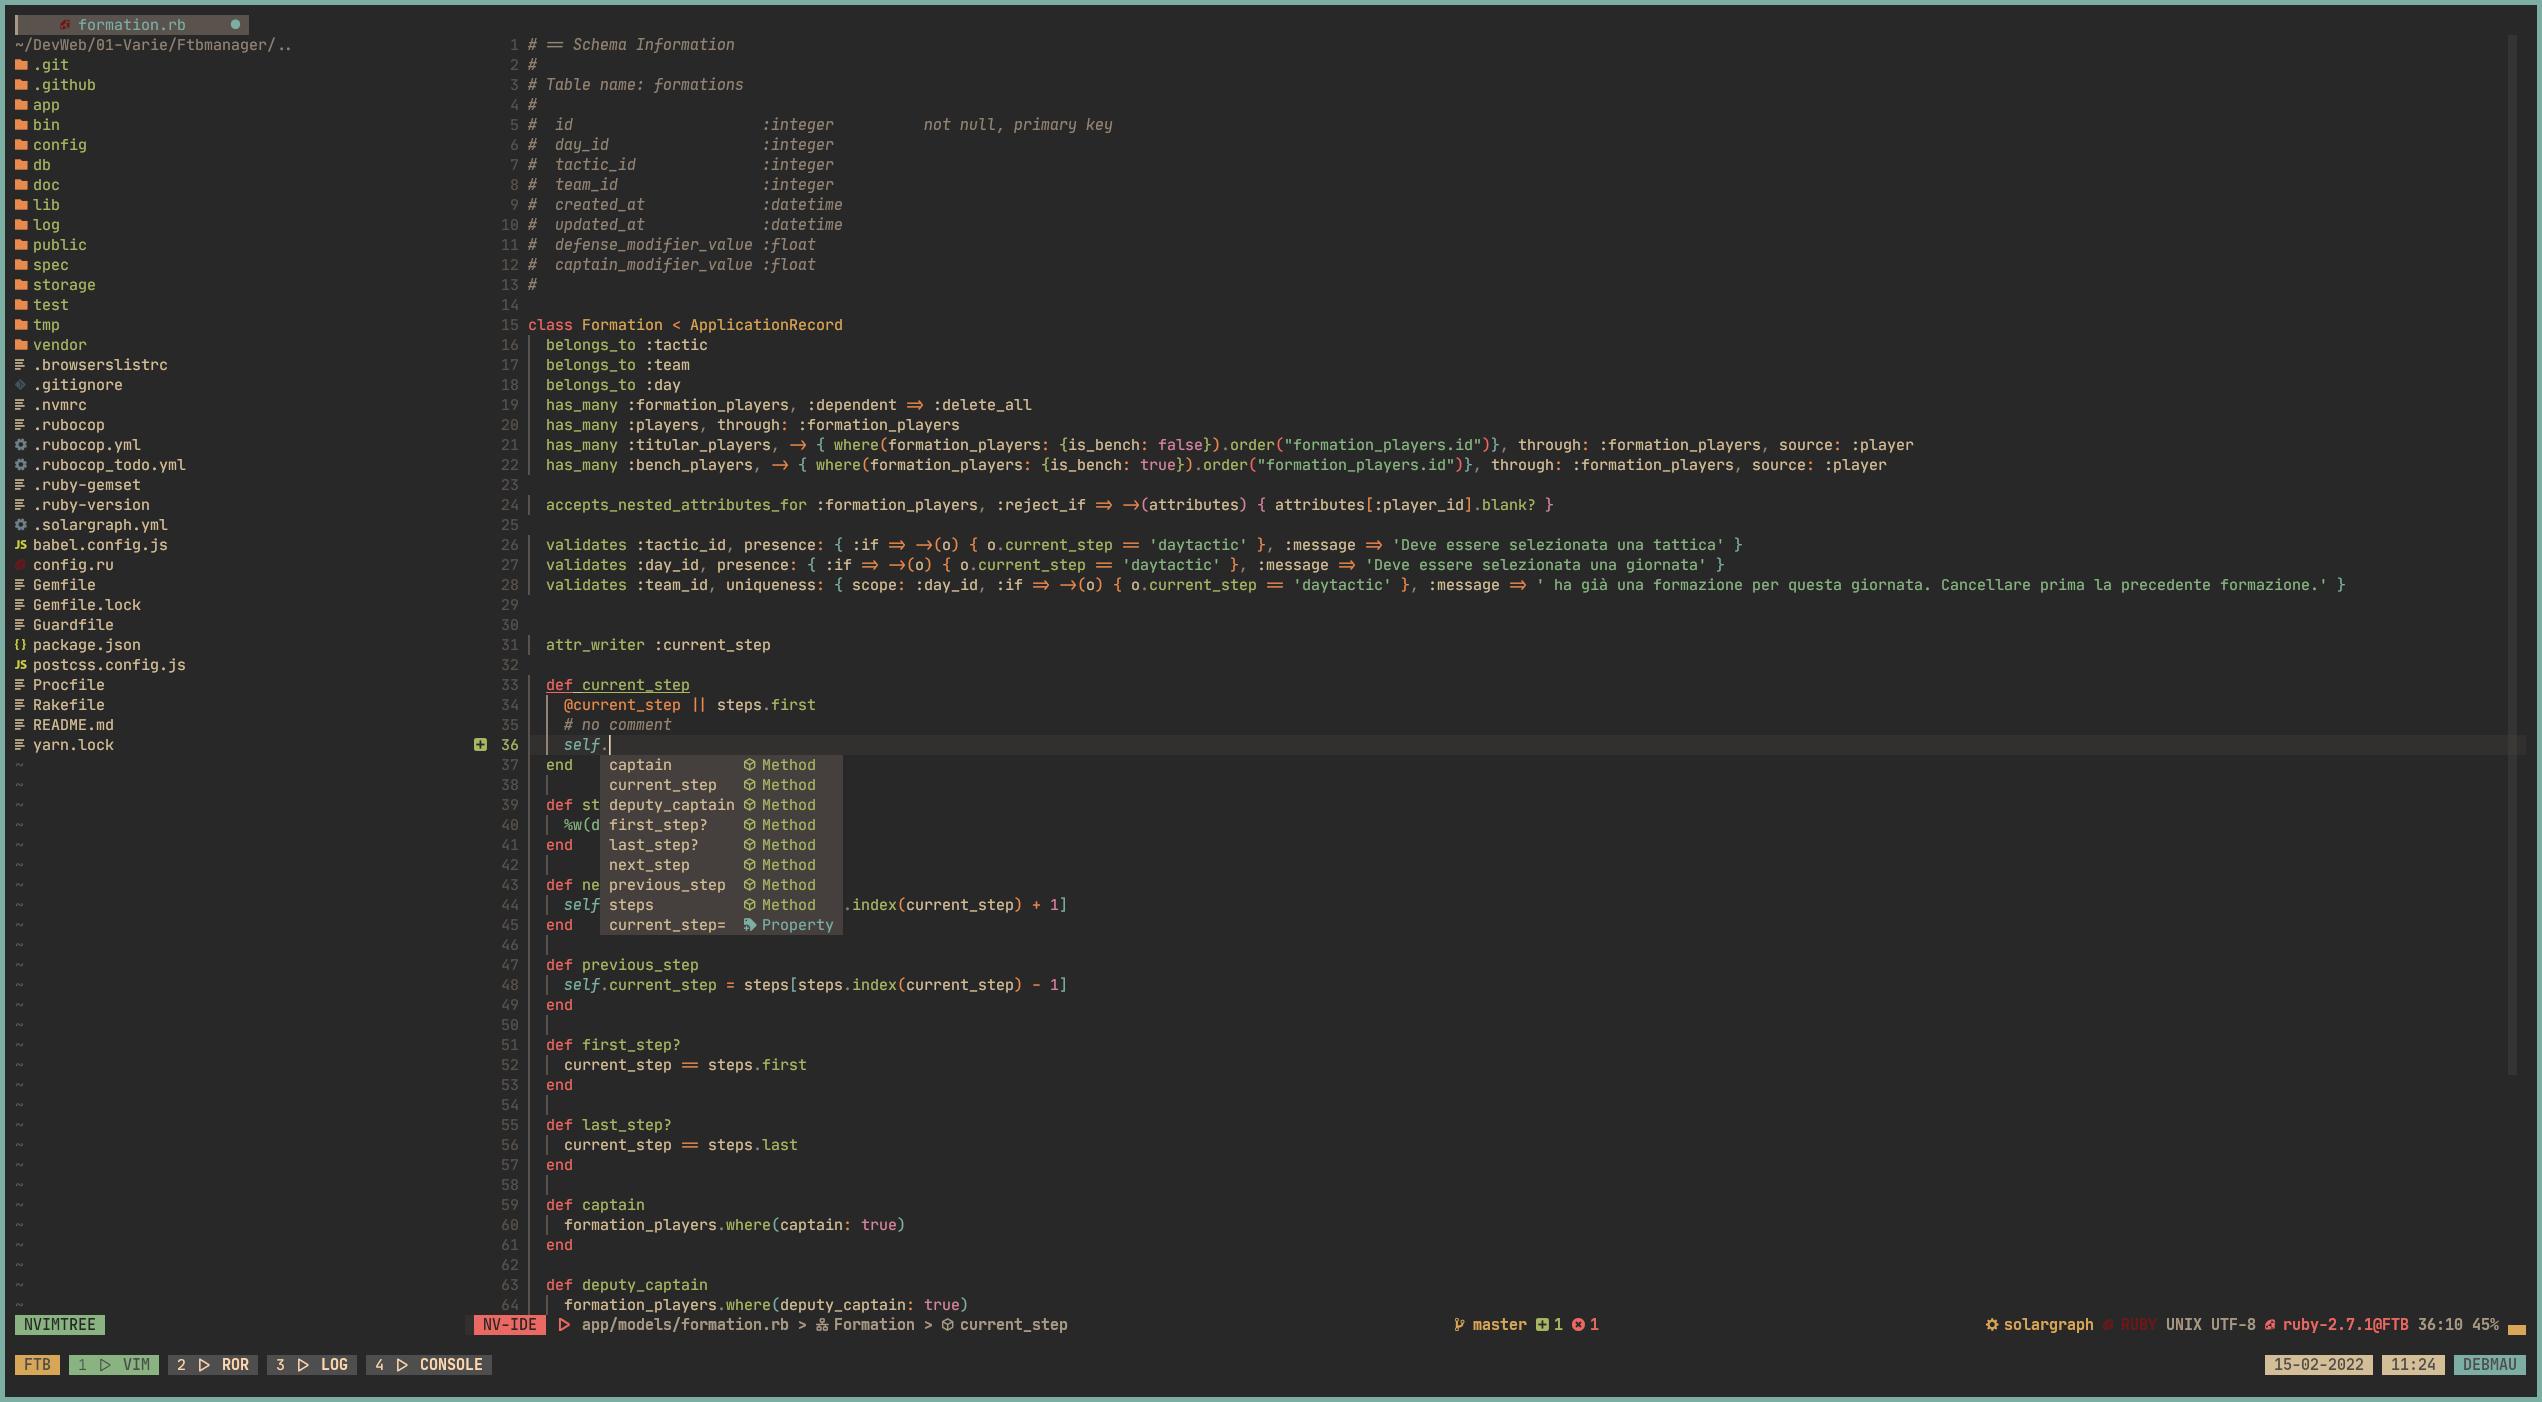 formation.rb
~/DevWeb/01-Varie/Ftbmanager/..
.git
.github
app
bin
config
db
doc
lib
log
public
spec
storage
test
tmp
vendor
.browserslistrc
.gitignore
.nvmrc
.rubocop
.rubocop.yml
.rubocop_todo.yml
.ruby-gemset
.ruby-version
.solargraph.yml
JS babel.config.js
config.ru
Gemfile
Gemfile.lock
Guardfile
{} package.json
JS postcss.config.js
Procfile
Rakefile
README.md
yarn.lock
1 # == Schema Information
2 #
3 # Table name: formations
4 #
5 #  id                     :integer          not null, primary key
6 #  day_id                 :integer
7 #  tactic_id              :integer
8 #  team_id                :integer
9 #  created_at             :datetime
10 #  updated_at             :datetime
11 #  defense_modifier_value :float
12 #  captain_modifier_value :float
13 #
14
15 class Formation < ApplicationRecord
16   belongs_to :tactic
17   belongs_to :team
18   belongs_to :day
19   has_many :formation_players, :dependent => :delete_all
20   has_many :players, through: :formation_players
21   has_many :titular_players, -> { where(formation_players: {is_bench: false}).order("formation_players.id")}, through: :formation_players, source: :player
22   has_many :bench_players, -> { where(formation_players: {is_bench: true}).order("formation_players.id")}, through: :formation_players, source: :player
23
24   accepts_nested_attributes_for :formation_players, :reject_if => ->(attributes) { attributes[:player_id].blank? }
25
26   validates :tactic_id, presence: { :if => ->(o) { o.current_step == 'daytactic' }, :message => 'Deve essere selezionata una tattica' }
27   validates :day_id, presence: { :if => ->(o) { o.current_step == 'daytactic' }, :message => 'Deve essere selezionata una giornata' }
28   validates :team_id, uniqueness: { scope: :day_id, :if => ->(o) { o.current_step == 'daytactic' }, :message => ' ha già una formazione per questa giornata. Cancellare prima la precedente formazione.' }
29
30
31   attr_writer :current_step
32
33   def current_step
34     @current_step || steps.first
35     # no comment
36     self.
37   end captain Method
38 current_step Method
39   def st deputy_captain Method
40     %w(d first_step? Method
41   end last_step? Method
42 next_step Method
43   def ne previous_step Method
44     self steps Method .index(current_step) + 1]
45   end current_step= Property
46
47   def previous_step
48     self.current_step = steps[steps.index(current_step) - 1]
49   end
50
51   def first_step?
52     current_step == steps.first
53   end
54
55   def last_step?
56     current_step == steps.last
57   end
58
59   def captain
60     formation_players.where(captain: true)
61   end
62
63   def deputy_captain
64     formation_players.where(deputy_captain: true)
NVIMTREE NV-IDE app/models/formation.rb > Formation > current_step master 1 1 solargraph RUBY UNIX UTF-8 ruby-2.7.1@FTB 36:10 45%
FTB 1 VIM 2 ROR 3 LOG 4 CONSOLE 15-02-2022 11:24 DEBMAU